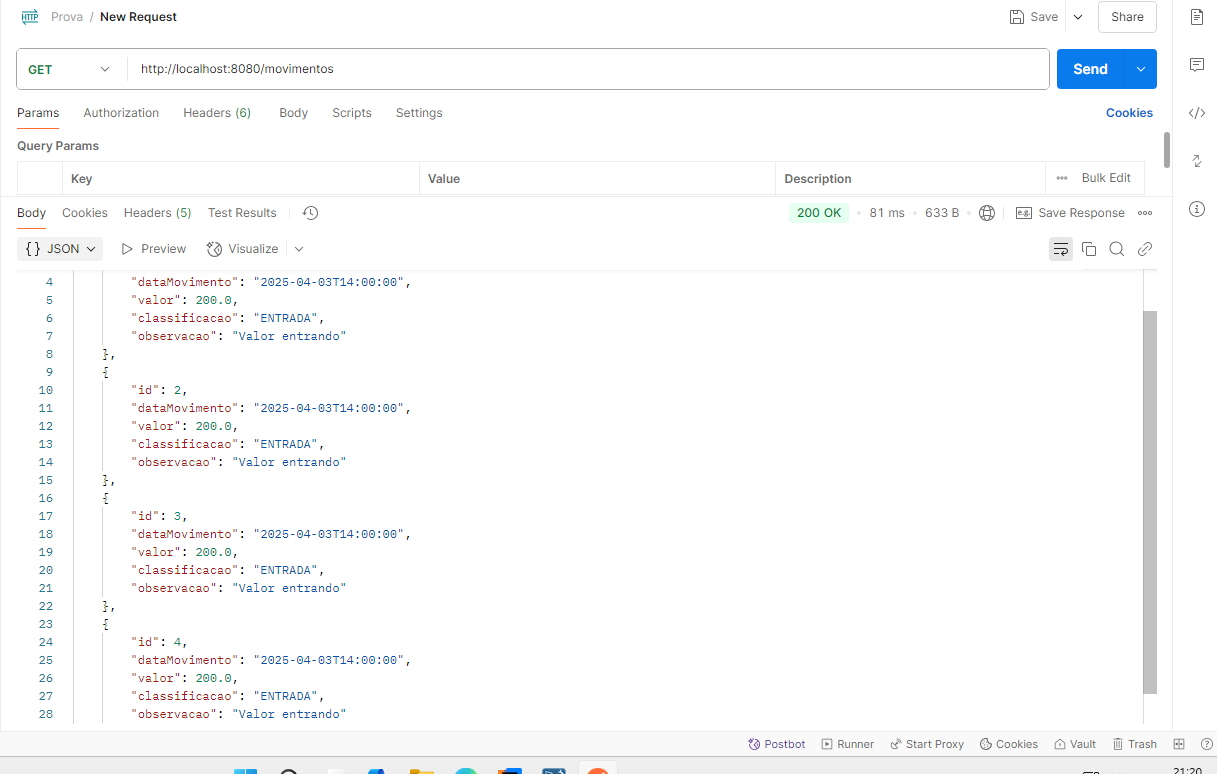 HTTP Prova / New Request Save Share
GET http://localhost:8080/movimentos Send
Params Authorization Headers (6) Body Scripts Settings Cookies
Query Params
Key Value Description Bulk Edit
Body Cookies Headers (5) Test Results 200 OK • 81 ms • 633 B • e.g. Save Response
{} JSON Preview Visualize
4 "dataMovimento": "2025-04-03T14:00:00",
5 "valor": 200.0,
6 "classificacao": "ENTRADA",
7 "observacao": "Valor entrando"
8 },
9 {
10 "id": 2,
11 "dataMovimento": "2025-04-03T14:00:00",
12 "valor": 200.0,
13 "classificacao": "ENTRADA",
14 "observacao": "Valor entrando"
15 },
16 {
17 "id": 3,
18 "dataMovimento": "2025-04-03T14:00:00",
19 "valor": 200.0,
20 "classificacao": "ENTRADA",
21 "observacao": "Valor entrando"
22 },
23 {
24 "id": 4,
25 "dataMovimento": "2025-04-03T14:00:00",
26 "valor": 200.0,
27 "classificacao": "ENTRADA",
28 "observacao": "Valor entrando"
Postbot Runner Start Proxy Cookies Vault Trash
21:20